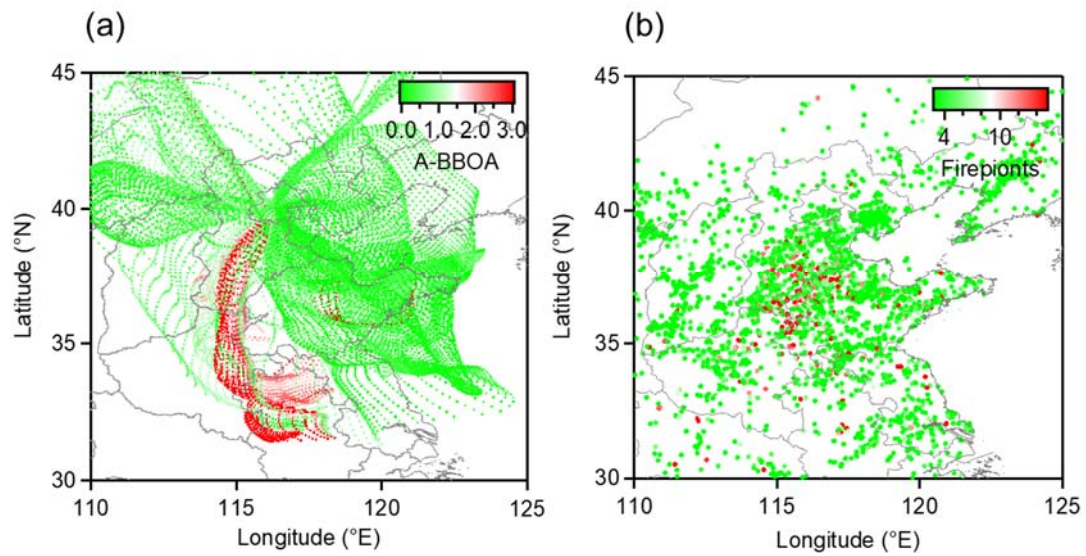 (a)
45
40
35
30
110 115 120 125
Latitude (°N)
Longitude (°E)
0.0 1.0 2.0 3.0
A-BBOA
(b)
45
40
35
30
110 115 120 125
Latitude (°N)
Longitude (°E)
4 10
Firepionts